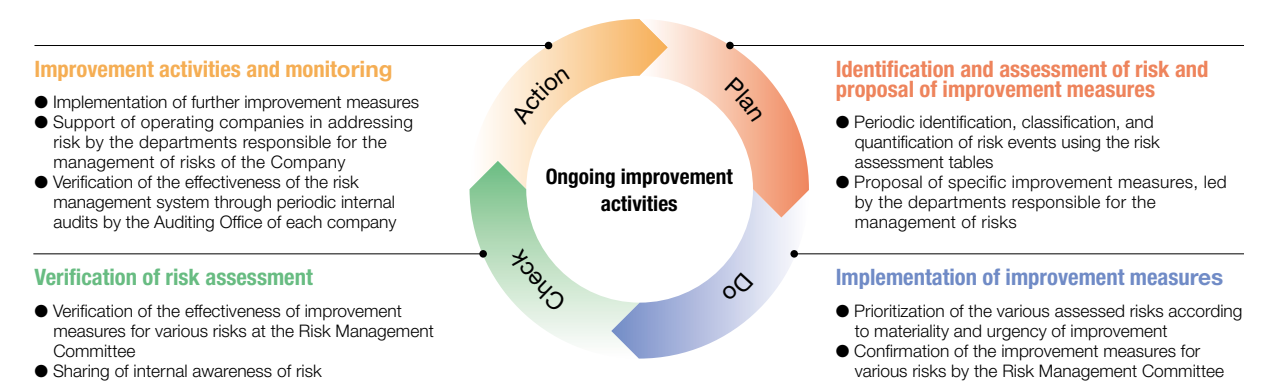 Improvement activities and monitoring
● Implementation of further improvement measures
● Support of operating companies in addressing
risk by the departments responsible for the
management of risks of the Company
● Verification of the effectiveness of the risk
management system through periodic internal
audits by the Auditing Office of each company
Verification of risk assessment
● Verification of the effectiveness of improvement
measures for various risks at the Risk Management
Committee
● Sharing of internal awareness of risk
Action
Plan
Ongoing improvement
activities
Check
Do
Identification and assessment of risk and
proposal of improvement measures
● Periodic identification, classification, and
quantification of risk events using the risk
assessment tables
● Proposal of specific improvement measures, led
by the departments responsible for the
management of risks
Implementation of improvement measures
● Prioritization of the various assessed risks according
to materiality and urgency of improvement
● Confirmation of the improvement measures for
various risks by the Risk Management Committee